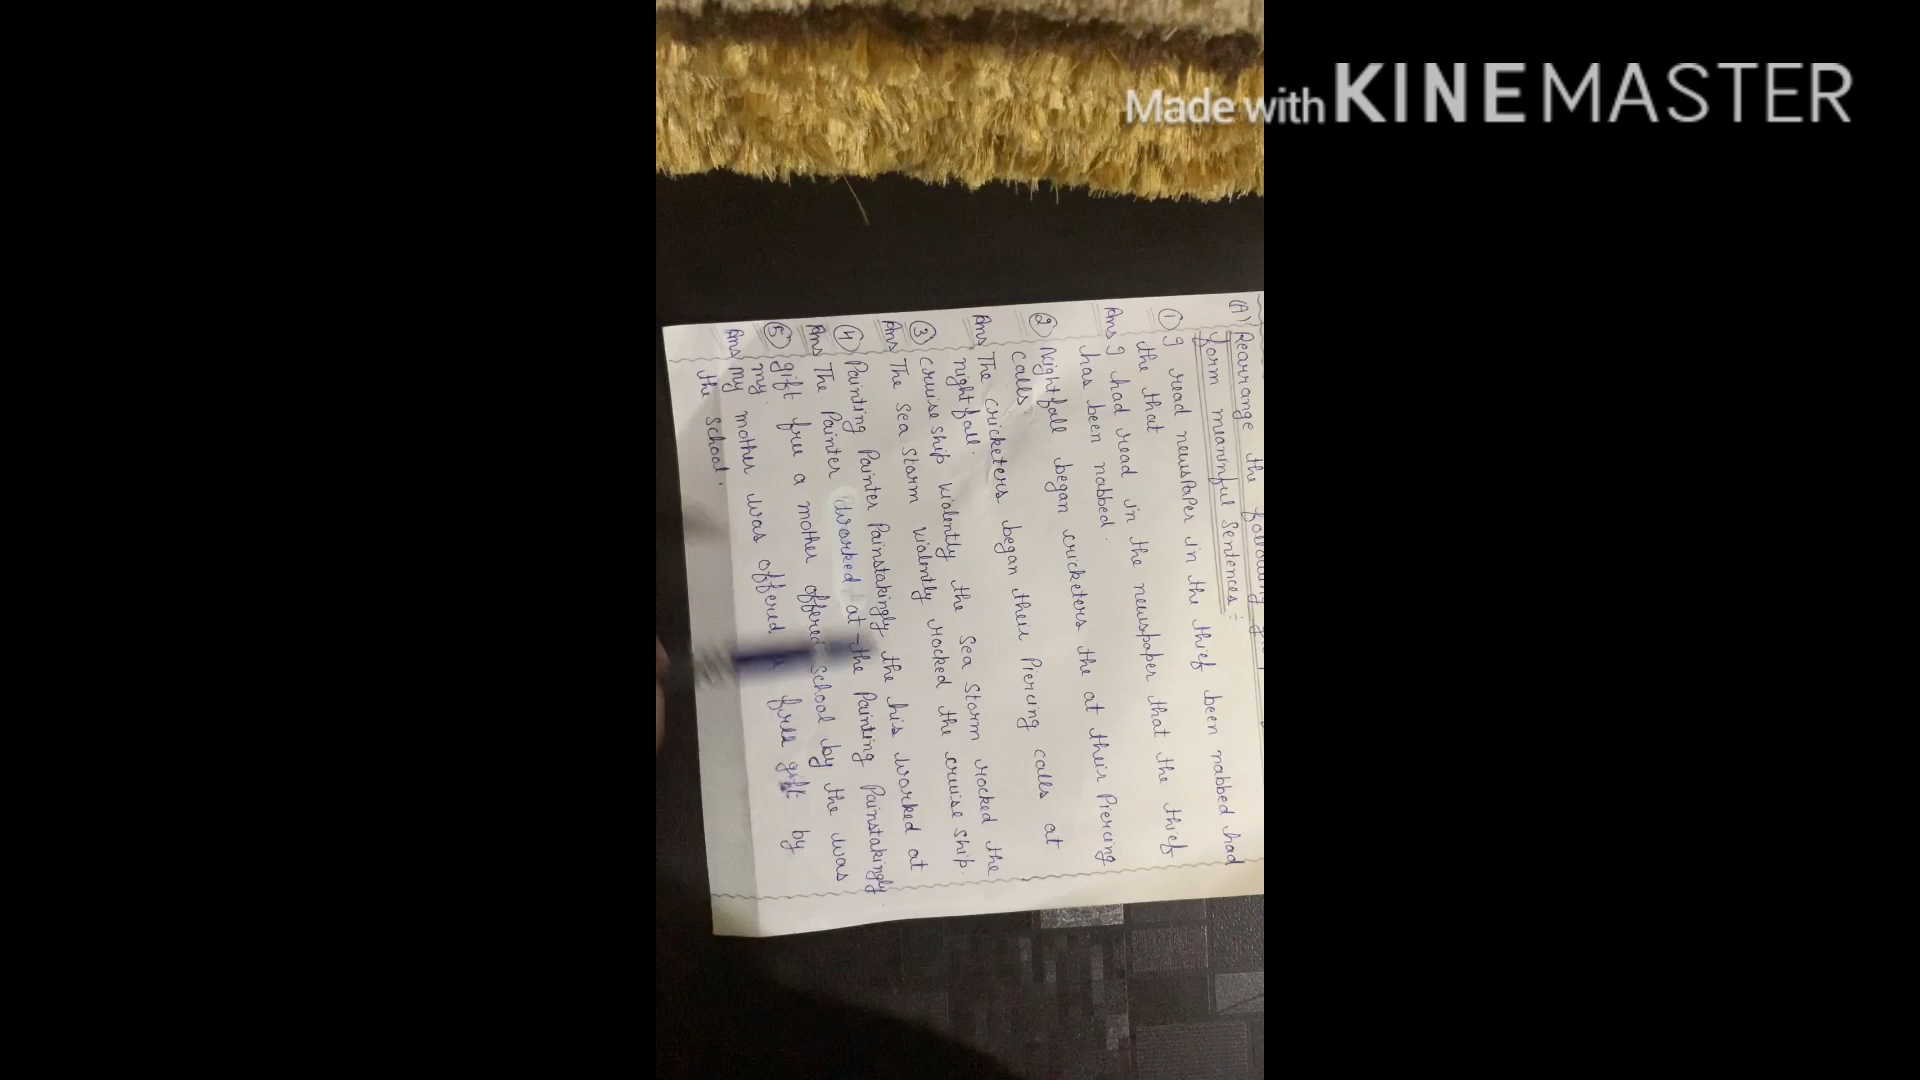 Made with KINEMASTER
(A) Rearrange the following
form meaninful sentences:-
① I read newspaper in the thief been nabbed had
the that.
Ans I had read in the newspaper that the thief
has been nabbed.
② Nightfall began cricketers the at their Piercing
calls.
Ans The cricketers began their Piercing calls at
nightfall.
③ cruise ship violently the sea storm rocked the
Ans The sea storm violently rocked the cruise ship.
④ Painting Painter Painstakingly the his worked at
Ans The Painter worked at the Painting Painstakingly.
⑤ gift free a mother offered school by the was
my.
Ans my mother was offered free gift by
the school.